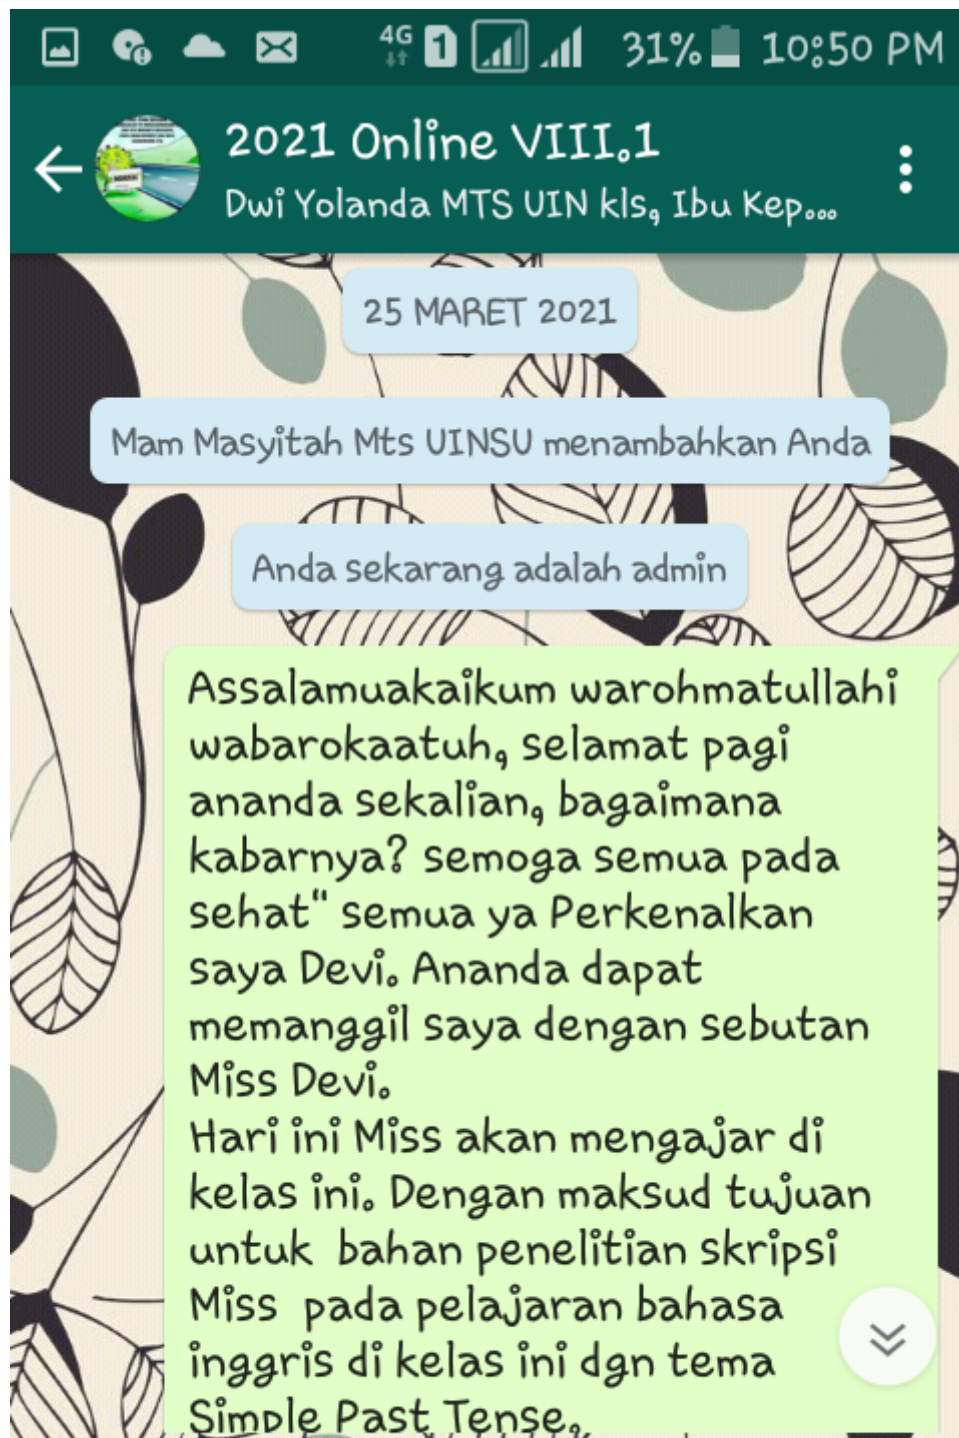 4G 1 31% 10:50 PM
2021 Online VIII.1
Dwi Yolanda MTS UIN kls, Ibu Kep...
25 MARET 2021
Mam Masyitah Mts UINSU menambahkan Anda
Anda sekarang adalah admin
Assalamuakaikum warohmatullahi
wabarokaatuh, selamat pagi
ananda sekalian, bagaimana
kabarnya? semoga semua pada
sehat" semua ya Perkenalkan
saya Devi. Ananda dapat
memanggil saya dengan sebutan
Miss Devi.
Hari ini Miss akan mengajar di
kelas ini. Dengan maksud tujuan
untuk  bahan penelitian skripsi
Miss  pada pelajaran bahasa
inggris di kelas ini dgn tema
Simple Past Tense,